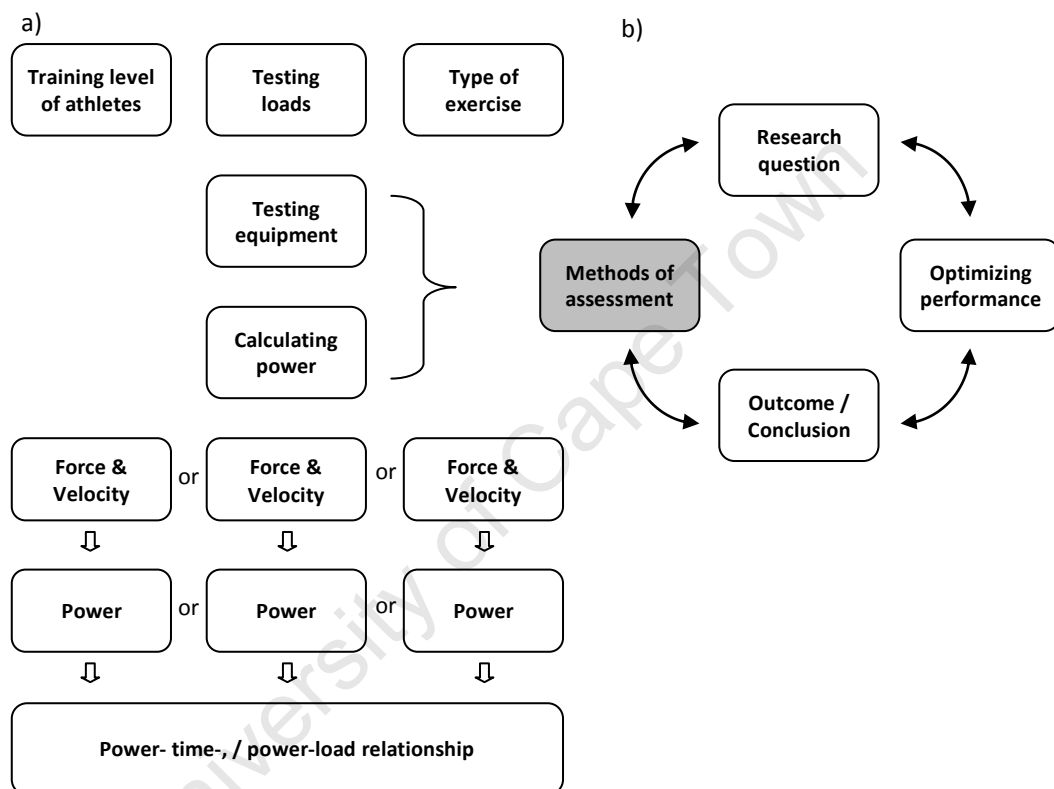 a)
Training level
of athletes
Testing
loads
Type of
exercise
Testing
equipment
Calculating
power
Force &
Velocity
or
Force &
Velocity
or
Force &
Velocity
Power
or
Power
or
Power
Power- time-, / power-load relationship
b)
Research
question
Methods of
assessment
Optimizing
performance
Outcome /
Conclusion
University of Cape Town